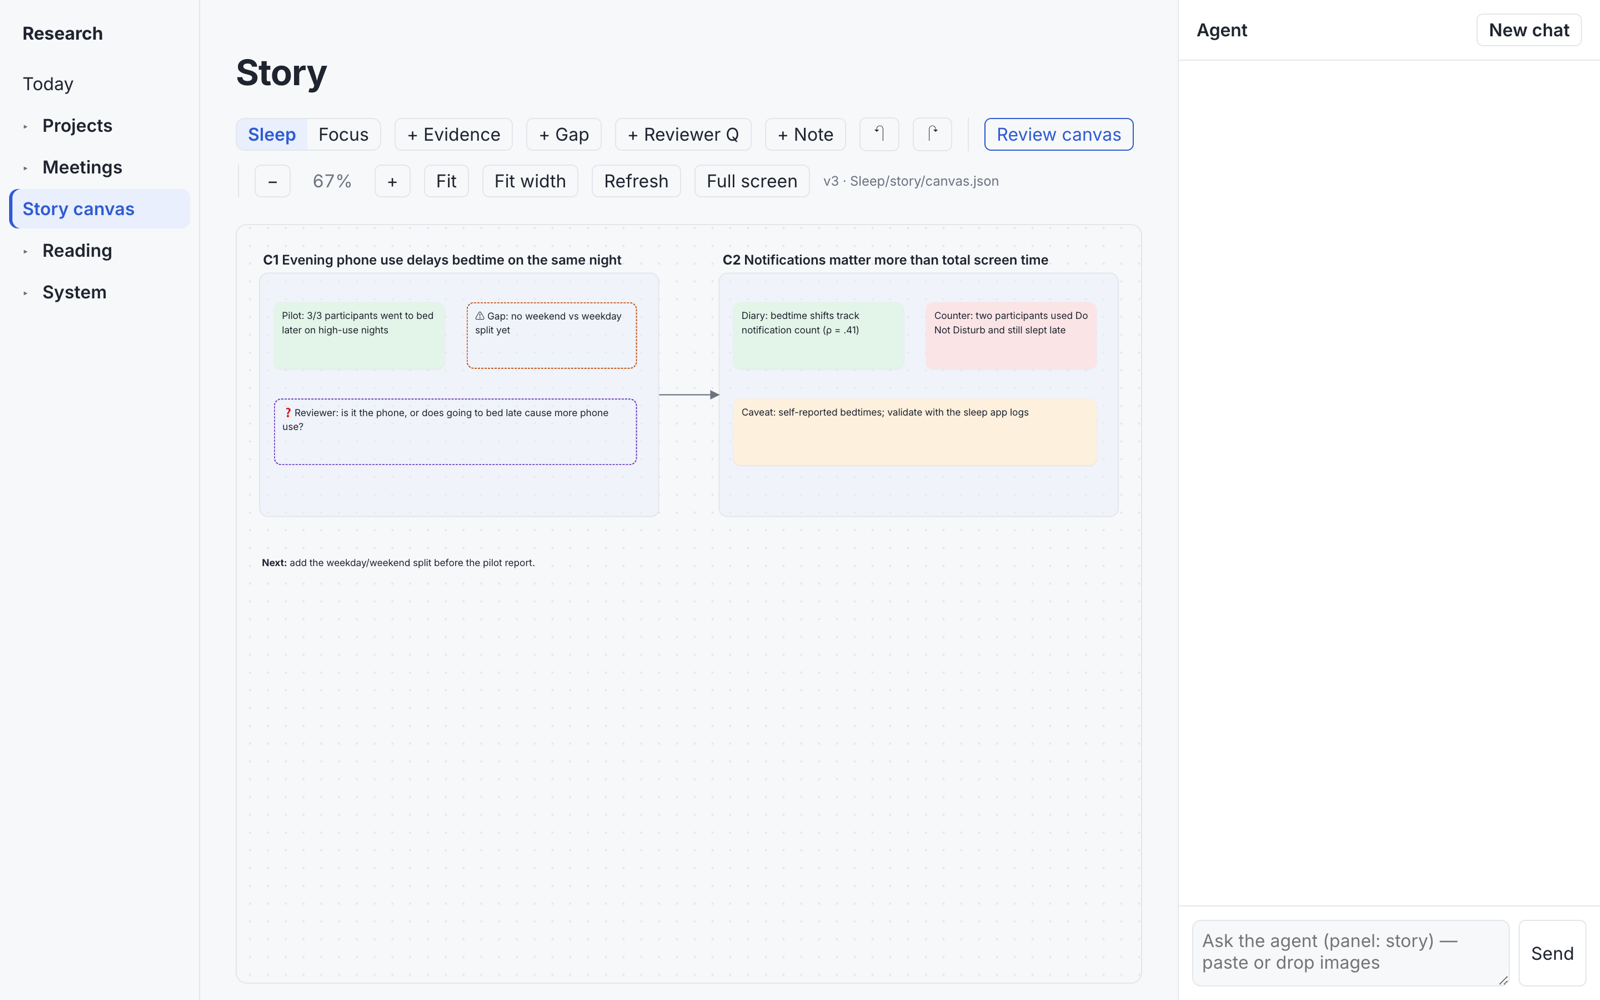 Research
Today
Projects
Meetings
Story canvas
Reading
System
Story
Sleep Focus + Evidence + Gap + Reviewer Q + Note Review canvas
− 67% + Fit Fit width Refresh Full screen v3 · Sleep/story/canvas.json
C1 Evening phone use delays bedtime on the same night
Pilot: 3/3 participants went to bed
later on high-use nights
⚠ Gap: no weekend vs weekday
split yet
❓ Reviewer: is it the phone, or does going to bed late cause more phone
use?
C2 Notifications matter more than total screen time
Diary: bedtime shifts track
notification count (ρ = .41)
Counter: two participants used Do
Not Disturb and still slept late
Caveat: self-reported bedtimes; validate with the sleep app logs
Next: add the weekday/weekend split before the pilot report.
Agent
New chat
Ask the agent (panel: story) —
paste or drop images
Send